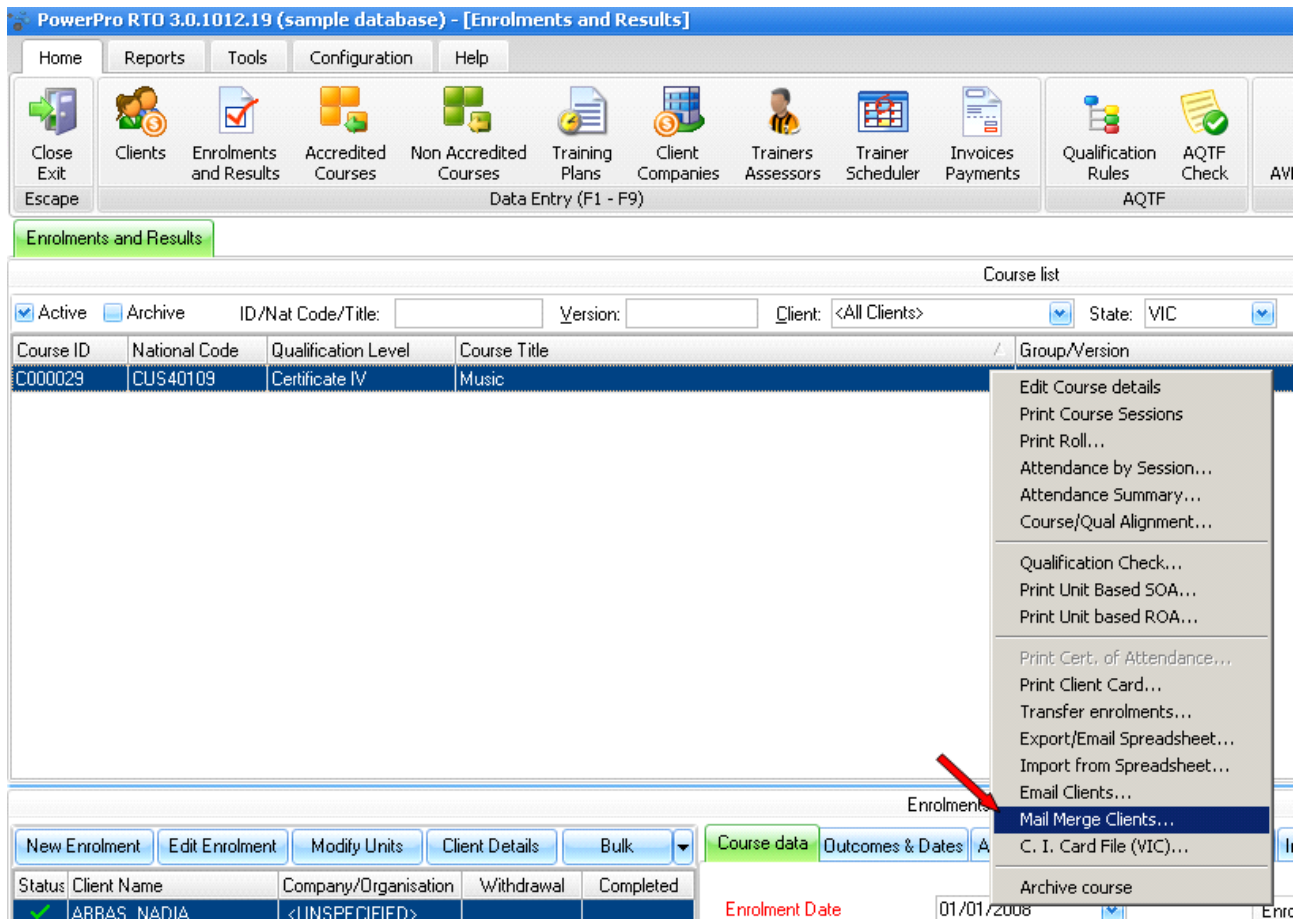 PowerPro RTO 3.0.1012.19 (sample database) - [Enrolments and Results]
Home Reports Tools Configuration Help
Close Exit Clients Enrolments and Results Accredited Courses Non Accredited Courses Training Plans Client Companies Trainers Assessors Trainer Scheduler Invoices Payments Qualification Rules AQTF Check
Escape Data Entry (F1 - F9) AQTF
Enrolments and Results
Course list
Active Archive ID/Nat Code/Title: Version: Client: <All Clients> State: VIC
Course ID National Code Qualification Level Course Title Group/Version
C000029 CUS40109 Certificate IV Music
Edit Course details
Print Course Sessions
Print Roll...
Attendance by Session...
Attendance Summary...
Course/Qual Alignment...
Qualification Check...
Print Unit Based SOA...
Print Unit based ROA...
Print Cert. of Attendance...
Print Client Card...
Transfer enrolments...
Export/Email Spreadsheet...
Import from Spreadsheet...
Email Clients...
Mail Merge Clients...
C. I. Card File (VIC)...
Archive course
Enrolments
New Enrolment Edit Enrolment Modify Units Client Details Bulk Course data Outcomes & Dates
Status Client Name Company/Organisation Withdrawal Completed
ABBAS, NADIA <UNSPECIFIED> Enrolment Date 01/01/2008